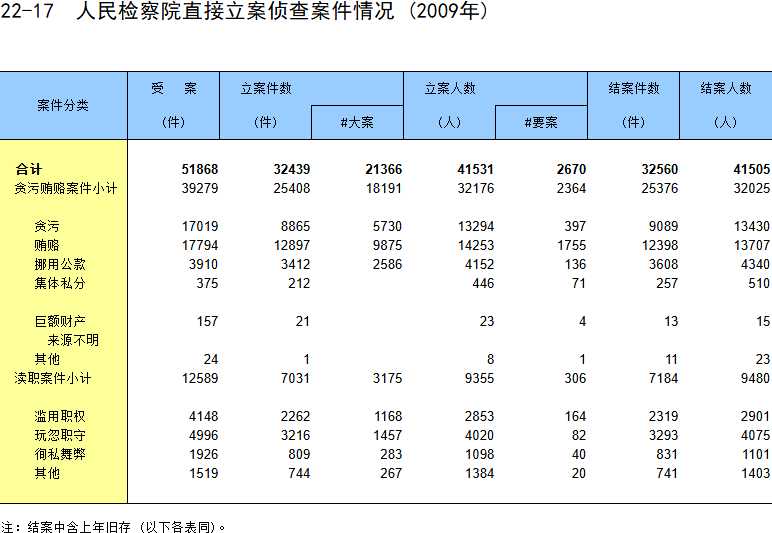 22-17 人民检察院直接立案侦查案件情况 (2009年)
案件分类 受 案 立案件数 立案人数 结案件数 结案人数
(件) (件) #大案 (人) #要案 (件) (人)
合计 51868 32439 21366 41531 2670 32560 41505
贪污贿赂案件小计 39279 25408 18191 32176 2364 25376 32025
贪污 17019 8865 5730 13294 397 9089 13430
贿赂 17794 12897 9875 14253 1755 12398 13707
挪用公款 3910 3412 2586 4152 136 3608 4340
集体私分 375 212 446 71 257 510
巨额财产 157 21 23 4 13 15
来源不明
其他 24 1 8 1 11 23
渎职案件小计 12589 7031 3175 9355 306 7184 9480
滥用职权 4148 2262 1168 2853 164 2319 2901
玩忽职守 4996 3216 1457 4020 82 3293 4075
徇私舞弊 1926 809 283 1098 40 831 1101
其他 1519 744 267 1384 20 741 1403
注：结案中含上年旧存 (以下各表同)。